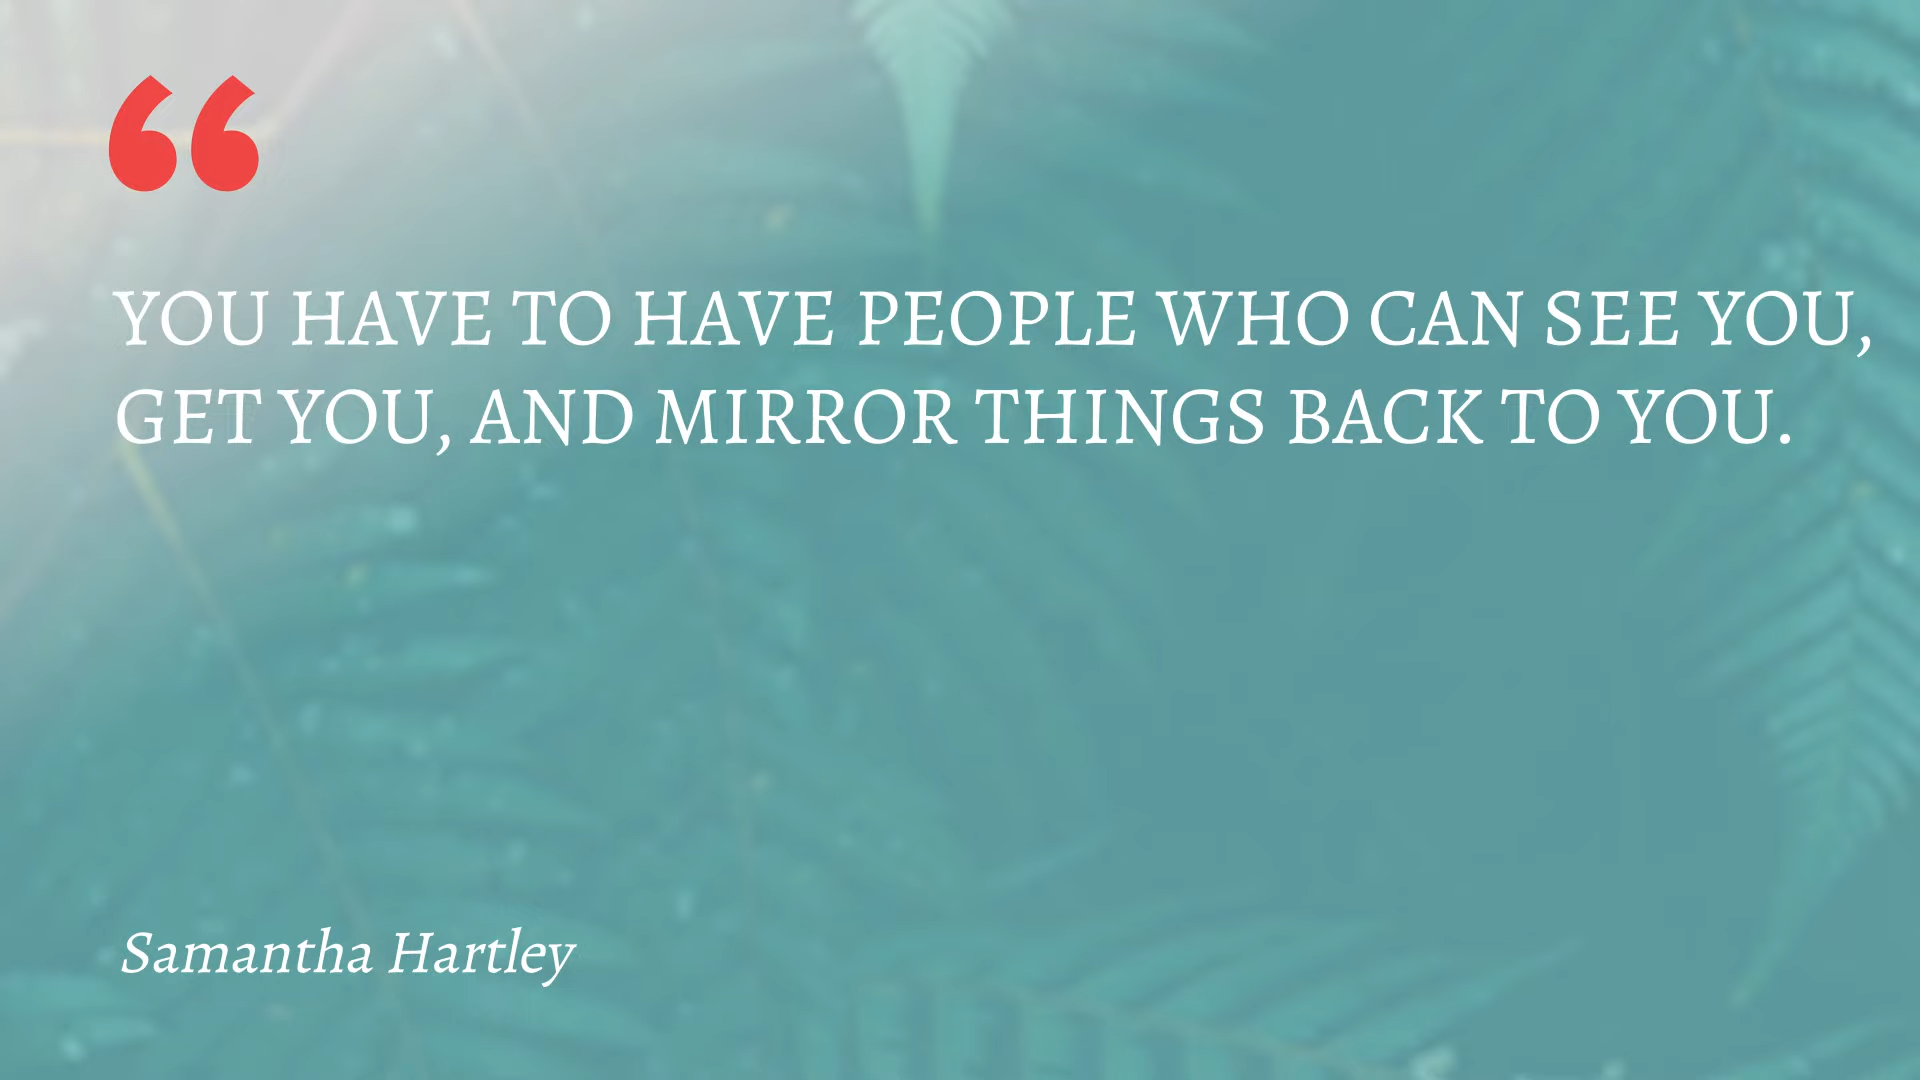 “
YOU HAVE TO HAVE PEOPLE WHO CAN SEE YOU,
GET YOU, AND MIRROR THINGS BACK TO YOU.
Samantha Hartley